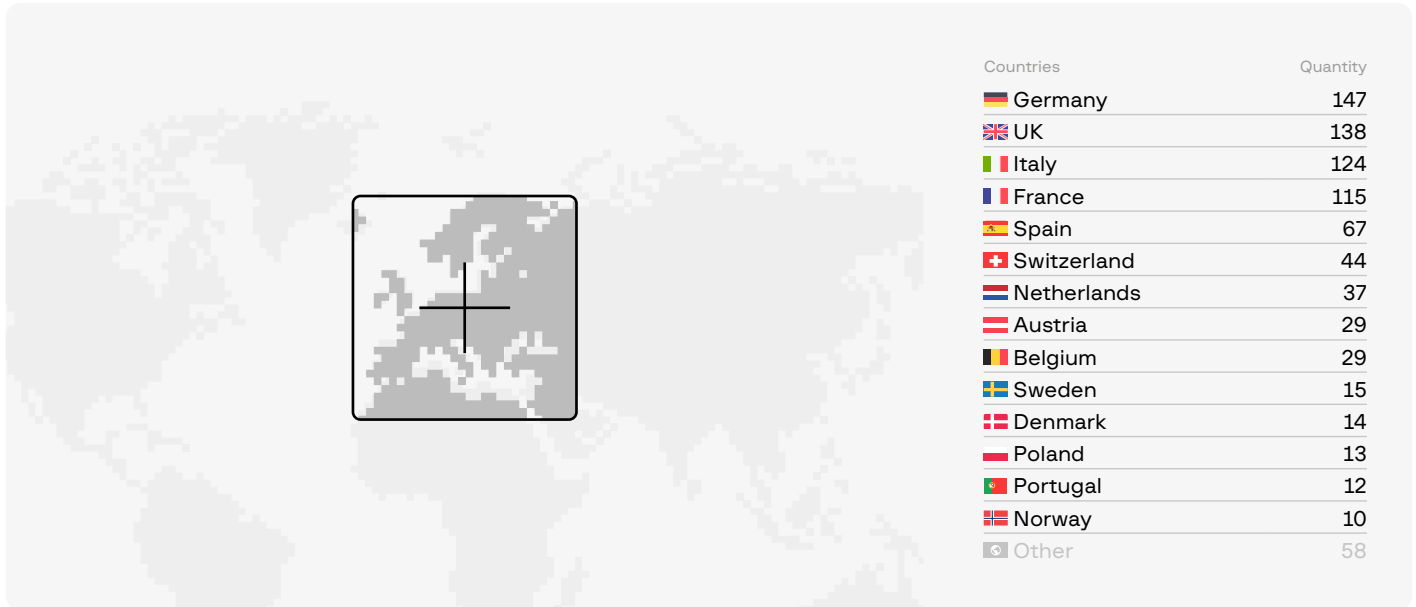 Countries Quantity
Germany 147
UK 138
Italy 124
France 115
Spain 67
Switzerland 44
Netherlands 37
Austria 29
Belgium 29
Sweden 15
Denmark 14
Poland 13
Portugal 12
Norway 10
Other 58